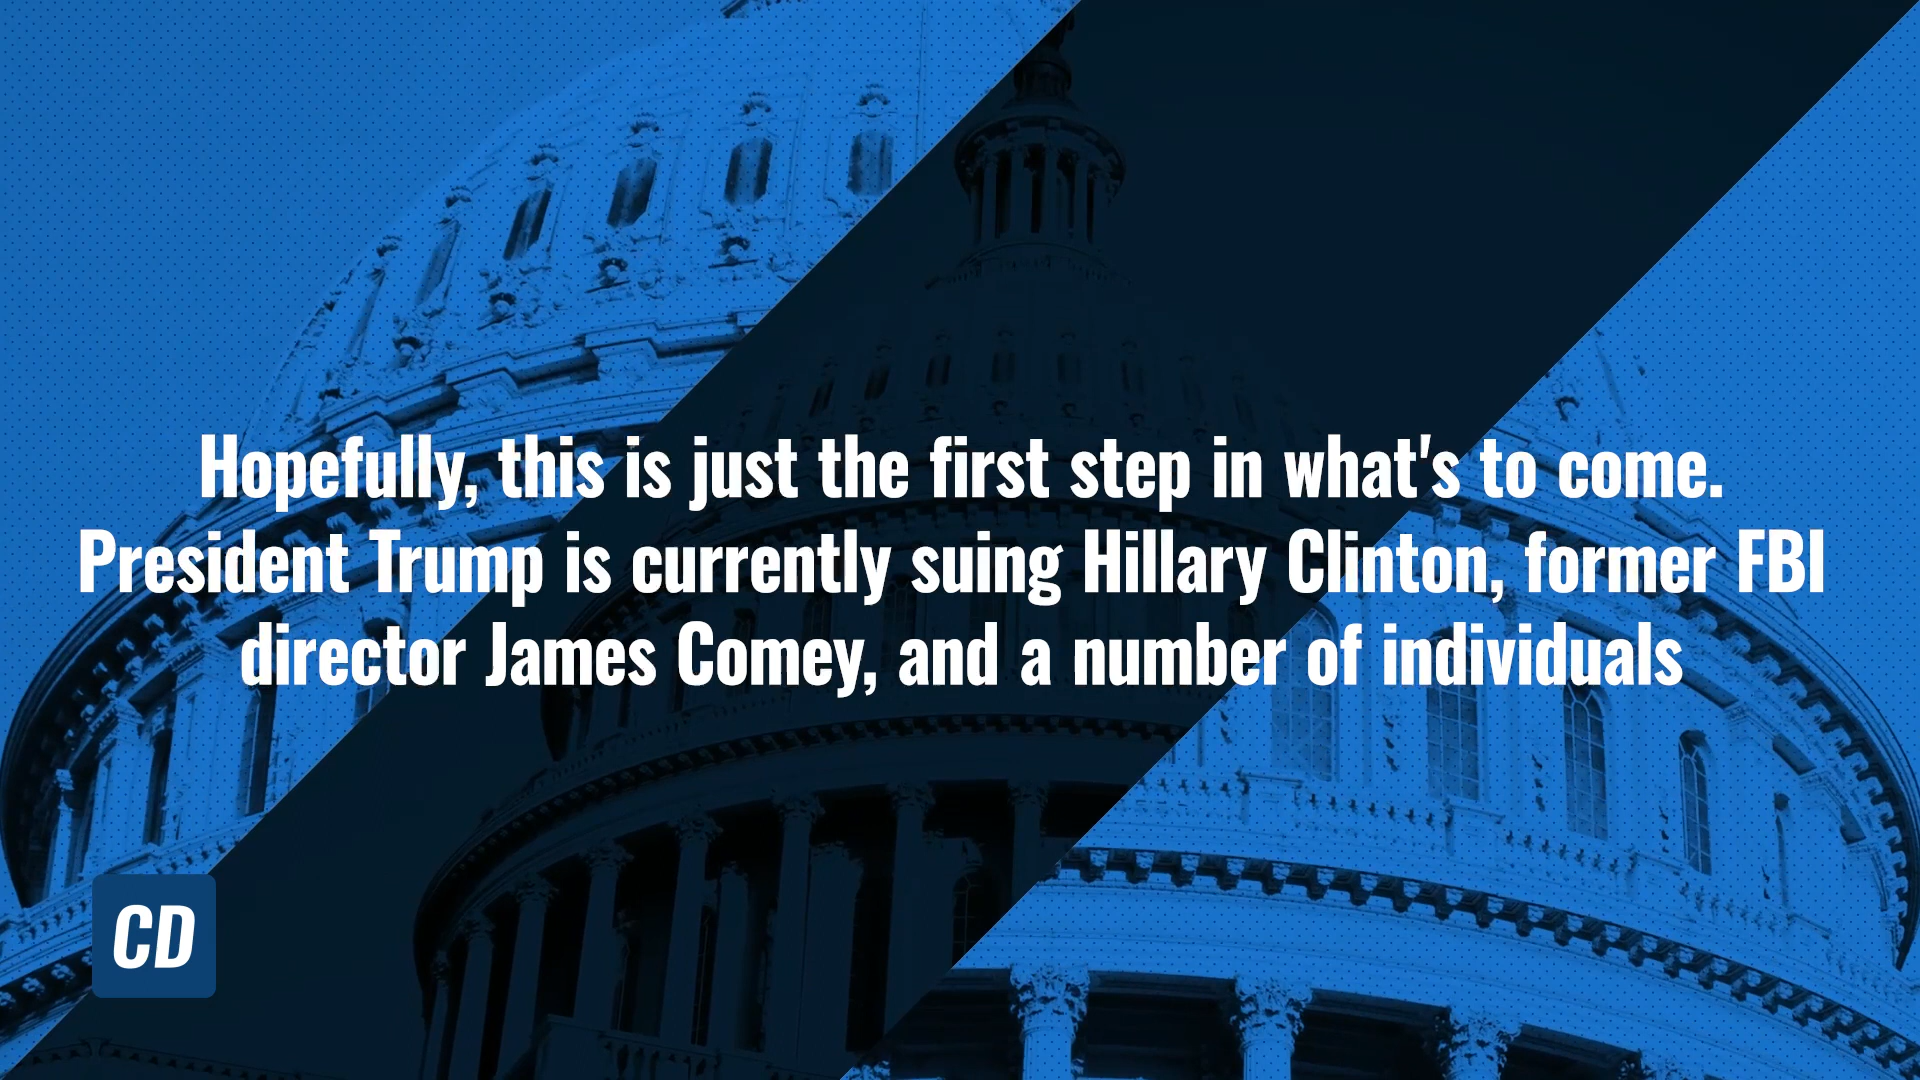 Hopefully, this is just the first step in what's to come.
President Trump is currently suing Hillary Clinton, former FBI
director James Comey, and a number of individuals
CD